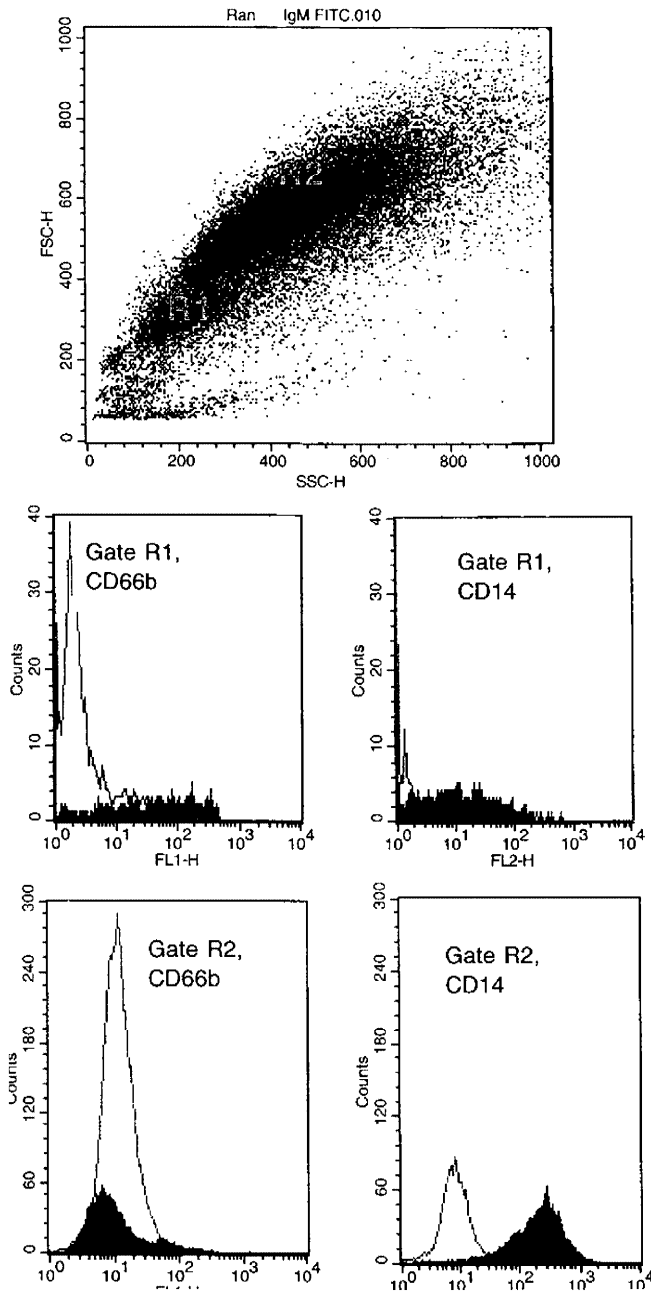 Ran IgM FITC.010
1000
800
600
400
200
0
FSC-H
R2
R1
0 200 400 600 800 1000
SSC-H
40
30
20
10
0
Counts
Gate R1,
CD66b
10^0 10^1 10^2 10^3 10^4
FL1-H
40
30
20
10
0
Counts
Gate R1,
CD14
10^0 10^1 10^2 10^3 10^4
FL2-H
300
240
180
120
60
0
Counts
Gate R2,
CD66b
10^0 10^1 10^2 10^3 10^4
FL1-H
300
240
180
120
60
0
Counts
Gate R2,
CD14
10^0 10^1 10^2 10^3 10^4